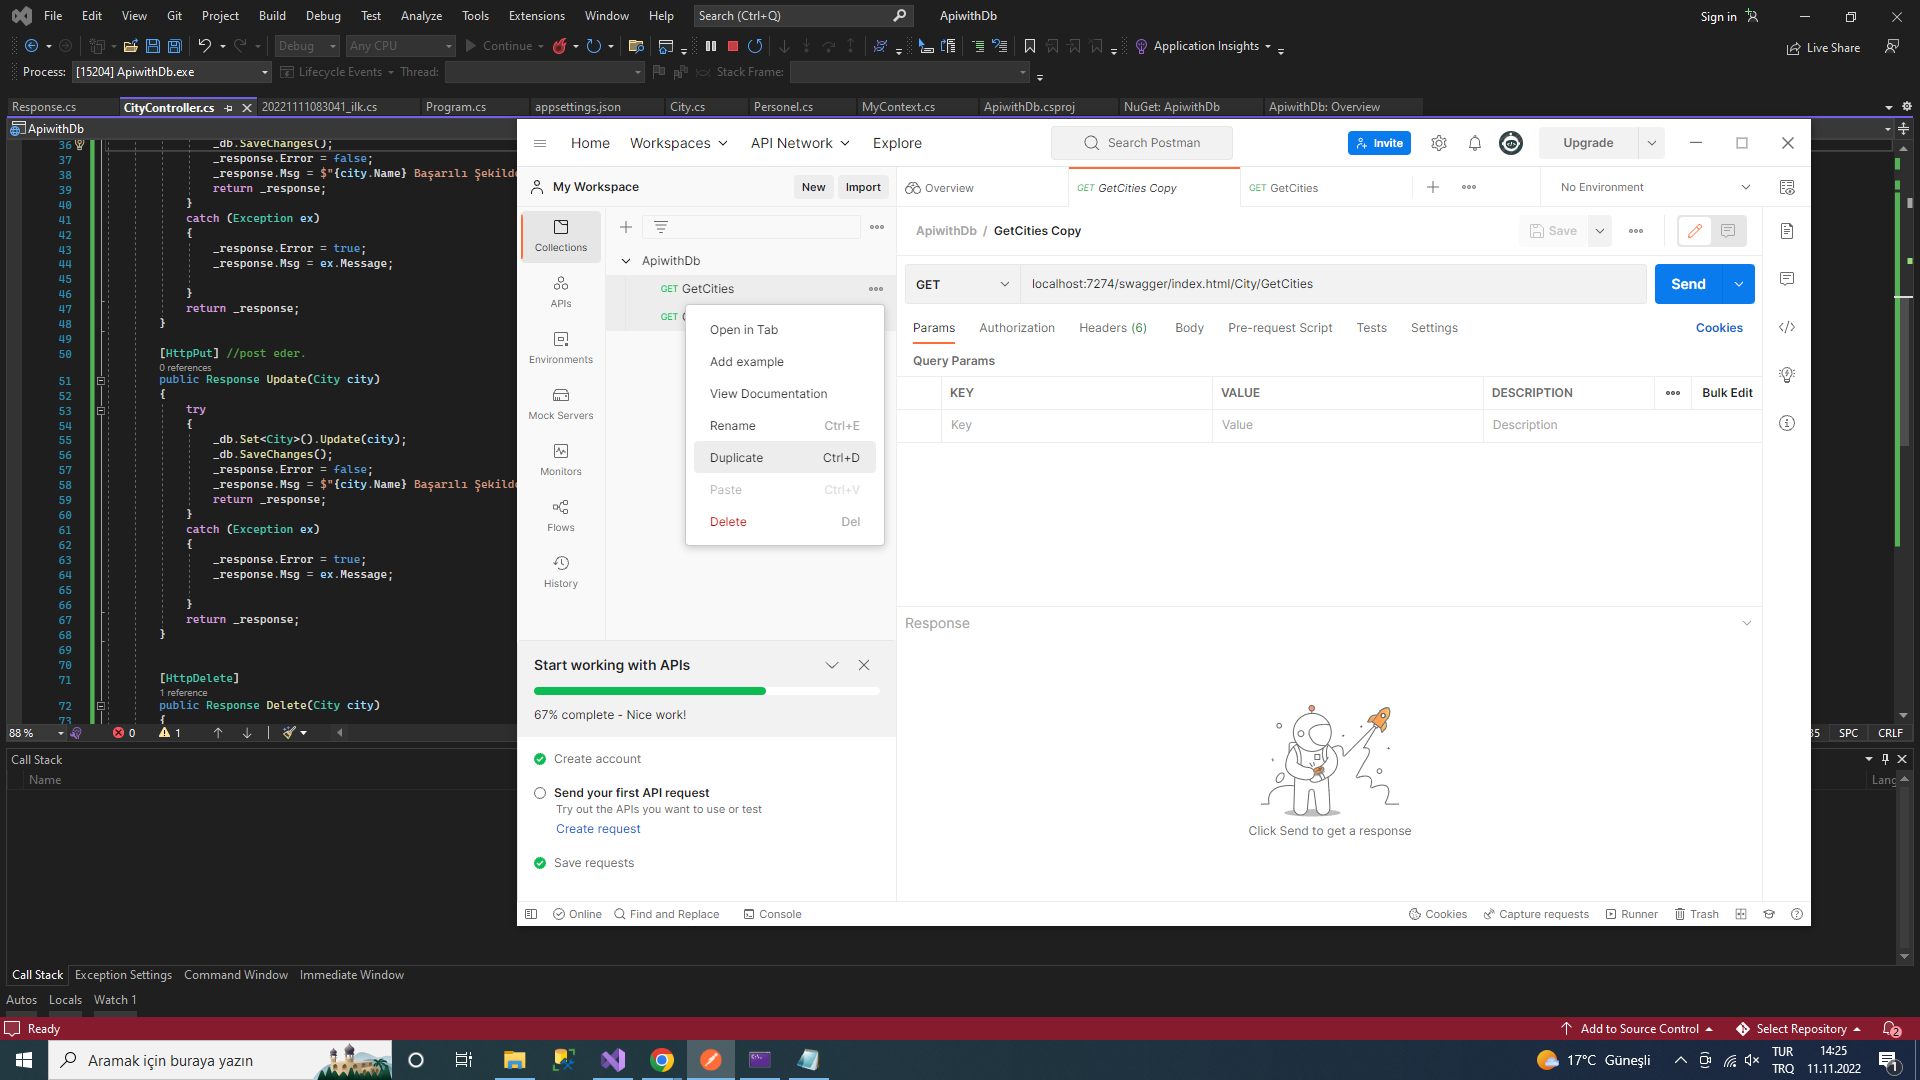 File Edit View Git Project Build Debug Test Analyze Tools Extensions Window Help Search (Ctrl+Q) ApiwithDb Sign in
Debug Any CPU Continue Application Insights Live Share
Process: [15204] ApiwithDb.exe Lifecycle Events Thread: Stack Frame:
Response.cs CityController.cs 20221111083041_ilk.cs Program.cs appsettings.json City.cs Personel.cs MyContext.cs ApiwithDb.csproj NuGet: ApiwithDb ApiwithDb: Overview
ApiwithDb
36 _db.SaveChanges();
37 _response.Error = false;
38 _response.Msg = $"{city.Name} Başarılı Şekilde
39 return _response;
40 }
41 catch (Exception ex)
42 {
43 _response.Error = true;
44 _response.Msg = ex.Message;
45
46 }
47 return _response;
48 }
49
50 [HttpPut] //post eder.
0 references
51 public Response Update(City city)
52 {
53 try
54 {
55 _db.Set<City>().Update(city);
56 _db.SaveChanges();
57 _response.Error = false;
58 _response.Msg = $"{city.Name} Başarılı Şekilde
59 return _response;
60 }
61 catch (Exception ex)
62 {
63 _response.Error = true;
64 _response.Msg = ex.Message;
65
66 }
67 return _response;
68 }
69
70
71 [HttpDelete]
1 reference
72 public Response Delete(City city)
73 {
88 % 0 1
35 SPC CRLF
Home Workspaces API Network Explore Search Postman Invite Upgrade
My Workspace New Import
Overview GET GetCities Copy GET GetCities No Environment
Collections
APIs
Environments
Mock Servers
Monitors
Flows
History
ApiwithDb
GET GetCities
GET
Open in Tab
Add example
View Documentation
Rename Ctrl+E
Duplicate Ctrl+D
Paste Ctrl+V
Delete Del
ApiwithDb / GetCities Copy Save
GET localhost:7274/swagger/index.html/City/GetCities Send
Params Authorization Headers (6) Body Pre-request Script Tests Settings Cookies
Query Params
KEY VALUE DESCRIPTION Bulk Edit
Key Value Description
Response
Click Send to get a response
Start working with APIs
67% complete - Nice work!
Create account
Send your first API request
Try out the APIs you want to use or test
Create request
Save requests
Online Find and Replace Console Cookies Capture requests Runner Trash
Call Stack
Name Lang
Call Stack Exception Settings Command Window Immediate Window
Autos Locals Watch 1
Ready Add to Source Control Select Repository 2
Aramak için buraya yazın 17°C Güneşli TUR 14:25
TRQ 11.11.2022 1